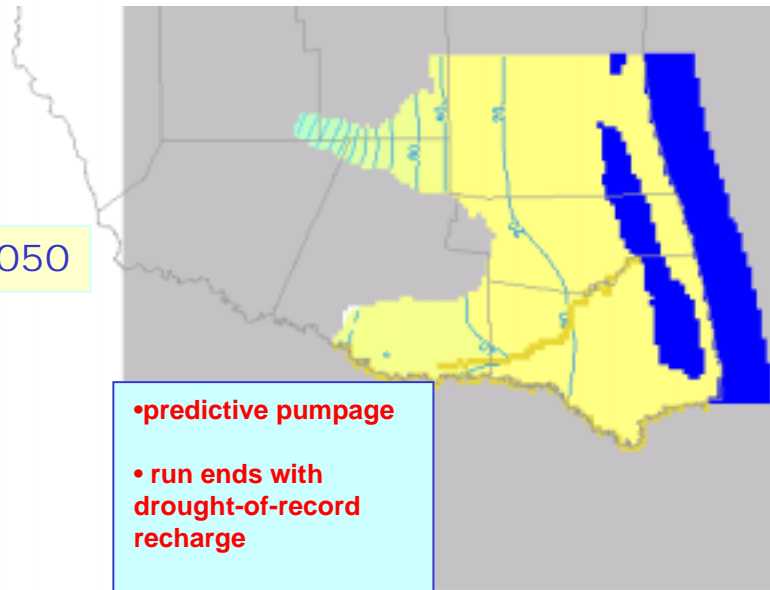 050
•predictive pumpage
• run ends with
drought-of-record
recharge